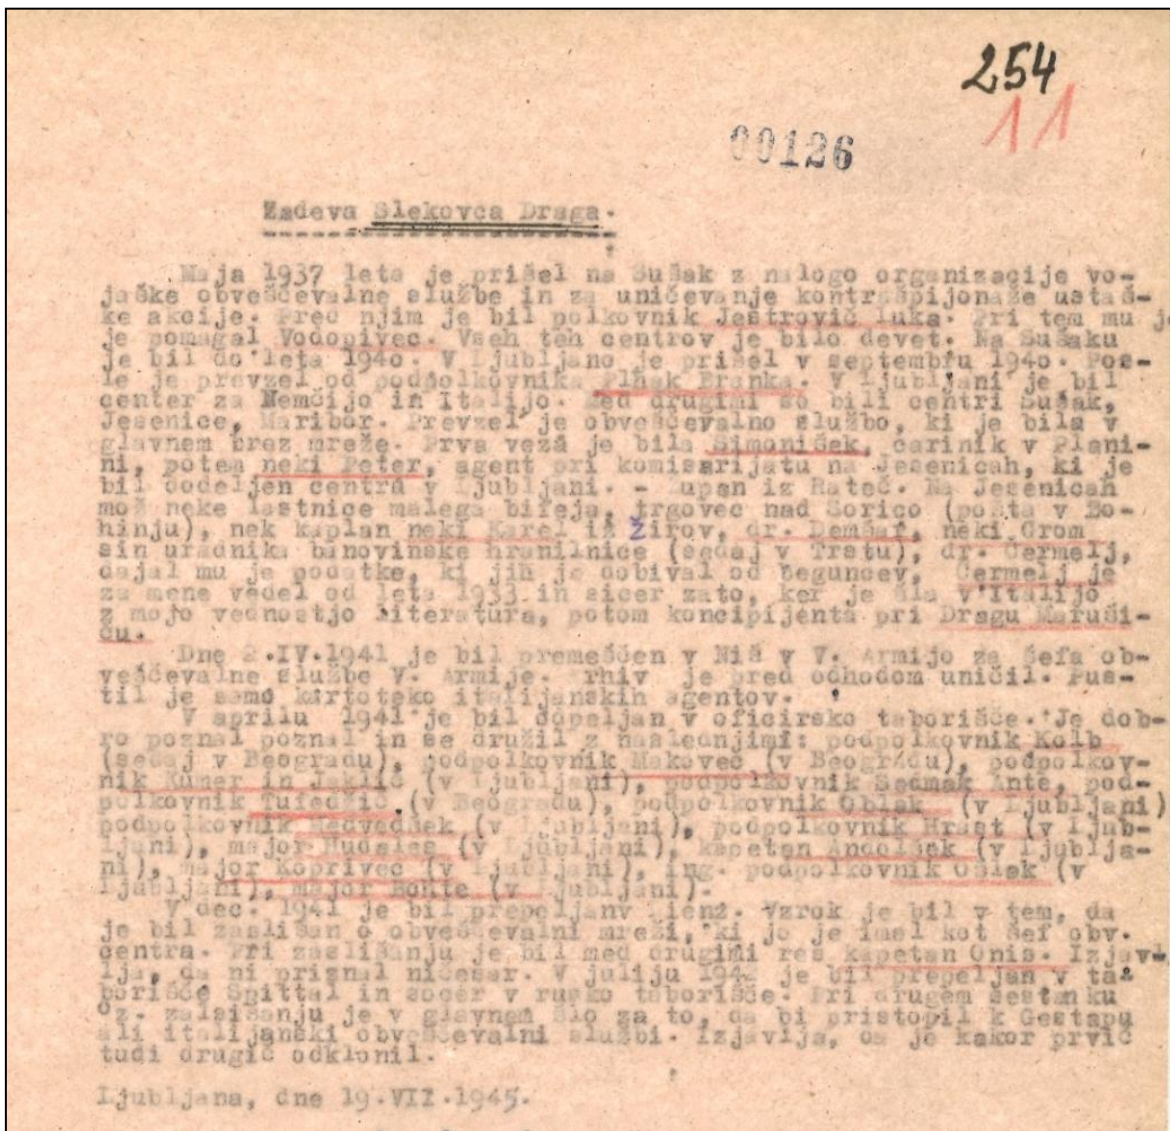 254
11
00126
Zadeva Slekovca Draga.
Maja 1937 leta je prišel na Sušak z nalogo organizacije vo-
jaške obveščevalne službe in za uničevanje kontrašpijonaže ustaš-
ke akcije. Pred njim je bil polkovnik Jestrovič Luka. Pri tem mu je
je pomagal Vodopivec. Vseh teh centrov je bilo devet. Na Sušaku
je bil do leta 1940. V Ljubljano je prišel v septembru 1940. Pos-
le je prevzel od podpolkovnika Plhak Branka. V Ljubljani je bil
center za Nemčijo in Italijo. Med drugimi so bili centri Sušak,
Jesenice, Maribor. Prevzel je obveščevalno službo, ki je bila v
glavnem brez mreže. Prva veza je bila Simonišek, carinik v Plani-
ni, potem neki Peter, agent pri komisarijatu na Jesenicah, ki je
bil dodeljen centru v Ljubljani. - Župan iz Rateč. Na Jesenicah
mož neke lastnice malega bifeja, trgovec nad Sorico (pošta v Bo-
hinju), nek kaplan neki Karel iz Žirov, dr. Demšar, neki Grom
sin uradnika banovinske hranilnice (sedaj v Trstu), dr. Čermelj,
dajal mu je podatke, ki jih je dobival od beguncev, Čermelj je
za mene vedel od leta 1933 in sicer zato, ker je šla v Italijo
z mojo vednostjo literatura, potom koncipijenta pri Dragu Maruši-
ču.
Dne 2.IV.1941 je bil premeščen v Niš v V. Armijo za šefa ob-
veščevalne službe V. Armije. Arhiv je pred odhodom uničil. Pus-
til je samo kartoteko italijanskih agentov.
V aprilu 1941 je bil dopeljan v oficirsko taborišče. Je dob-
ro poznal poznal in se družil z naslednjimi: podpolkovnik Kolb
(sedaj v Beogradu), podpolkovnik Makovec (v Beogradu), podpolkov-
nik Kumer in Jaklič (v Ljubljani), podpolkovnik Sedmak Ante, pod-
polkovnik Tufedžič (v Beogradu), podpolkovnik Oblak (v Ljubljani)
podpolkovnik Medvedšek (v Ljubljani), podpolkovnik Hrast (v Ljub-
ljani), major Hudales (v Ljubljani), kapetan Andolšek (v Ljublja-
ni), major Koprivec (v Ljubljani), ing. podpolkovnik Oblak (v
Ljubljani), major Bonte (v Ljubljani).
V dec. 1941 je bil prepeljanv Lienz. Vzrok je bil v tem, da
je bil zaslišan o obveščevalni mreži, ki jo je imel kot šef obv.
centra. Pri zaslišanju je bil med drugimi res kapetan Onis. Izjav-
lja, da ni priznal ničesar. V juliju 1942 je bil prepeljan v ta-
borišče Spittal in socer v rusko taborišče. Pri drugem sestanku
oz. zalsišanju je v glavnem šlo za to, da bi pristopil k Gestapu
ali italijanski obveščevalni službi. Izjavlja, da je kakor prvič
tudi drugič odklonil.
Ljubljana, dne 19.VII.1945.